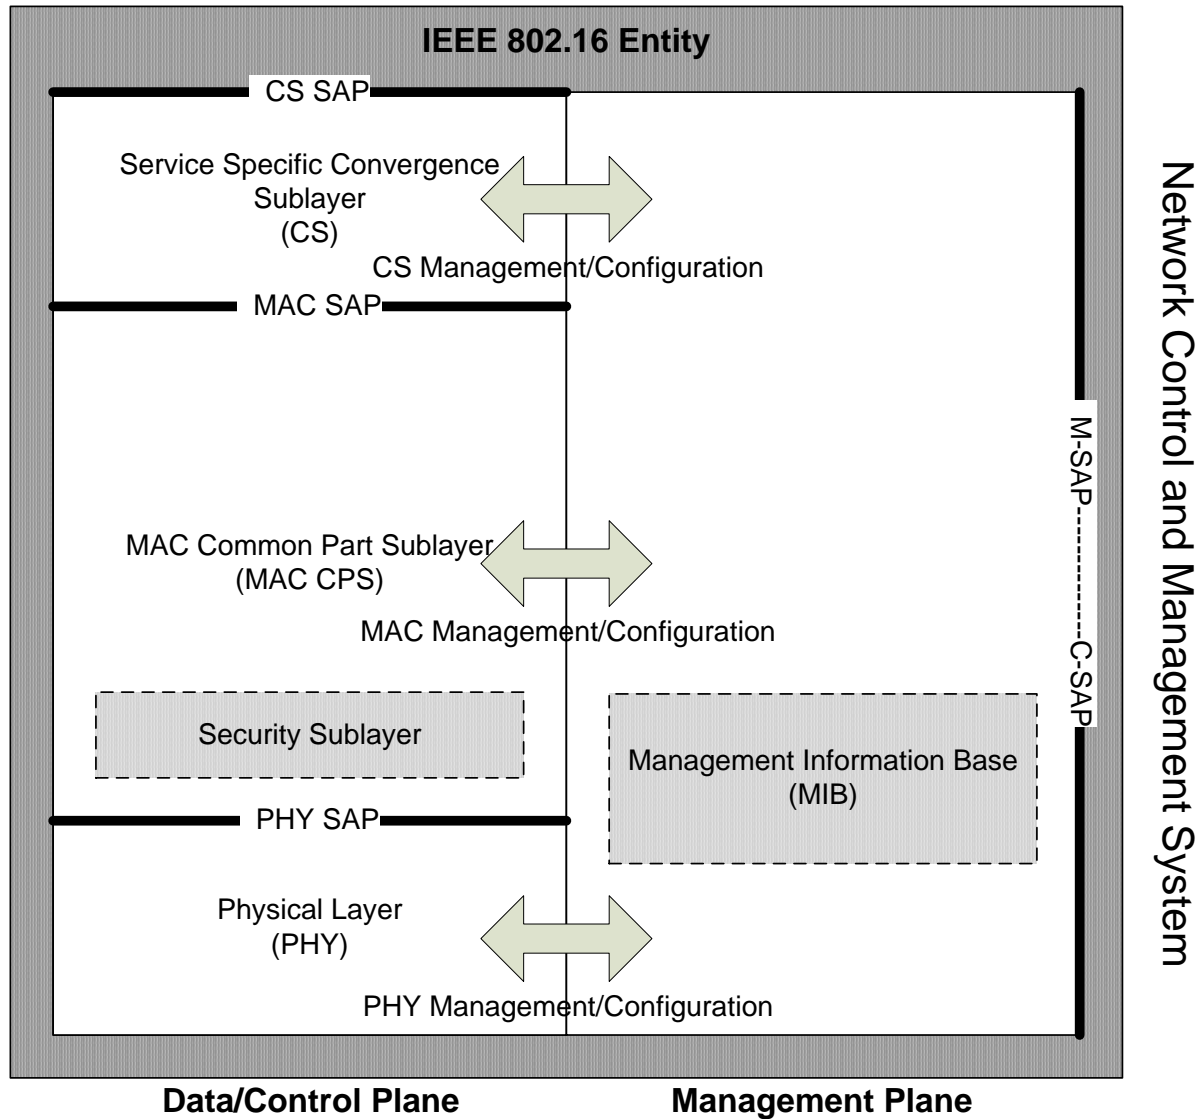 IEEE 802.16 Entity
CS SAP
Service Specific Convergence
Sublayer
(CS)
CS Management/Configuration
MAC SAP
MAC Common Part Sublayer
(MAC CPS)
MAC Management/Configuration
Security Sublayer
Management Information Base
(MIB)
PHY SAP
Physical Layer
(PHY)
PHY Management/Configuration
M-SAP----------------C-SAP
Network Control and Management System
Data/Control Plane
Management Plane